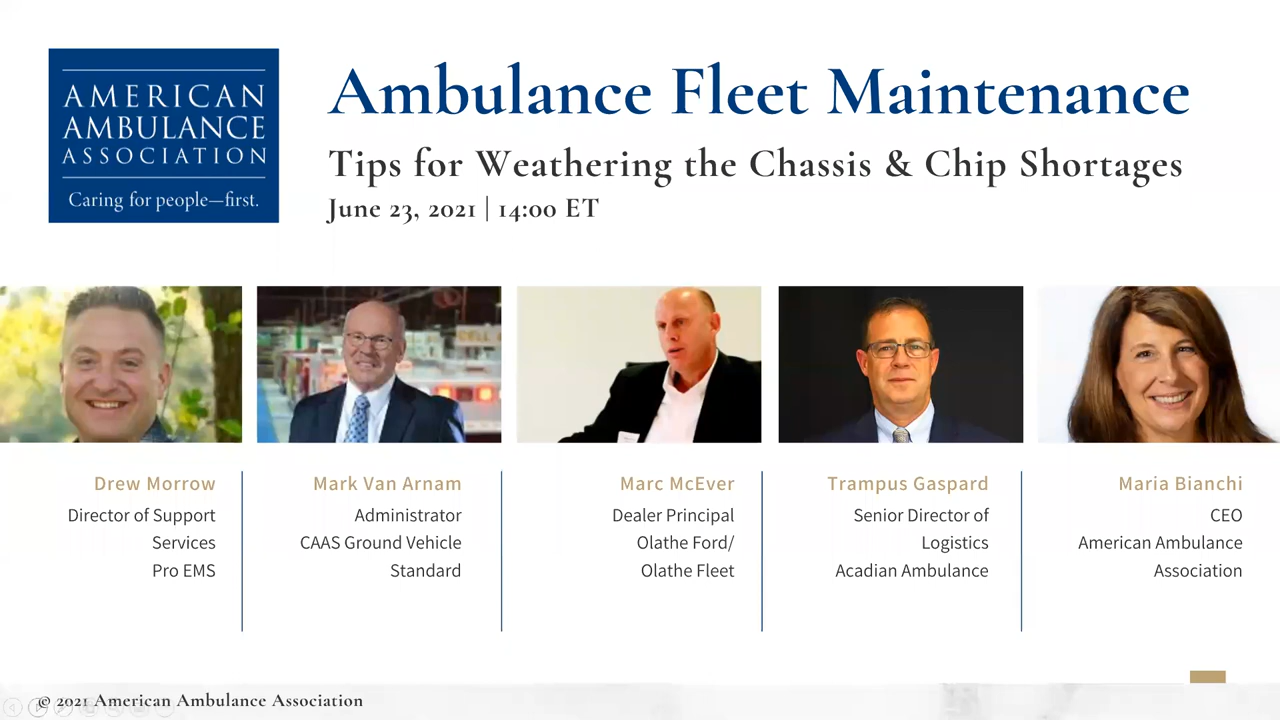 AMERICAN
AMBULANCE
ASSOCIATION
Caring for people—first.
Ambulance Fleet Maintenance
Tips for Weathering the Chassis & Chip Shortages
June 23, 2021 | 14:00 ET
Drew Morrow
Director of Support
Services
Pro EMS
Mark Van Arnam
Administrator
CAAS Ground Vehicle
Standard
Marc McEver
Dealer Principal
Olathe Ford/
Olathe Fleet
Trampus Gaspard
Senior Director of
Logistics
Acadian Ambulance
Maria Bianchi
CEO
American Ambulance
Association
© 2021 American Ambulance Association